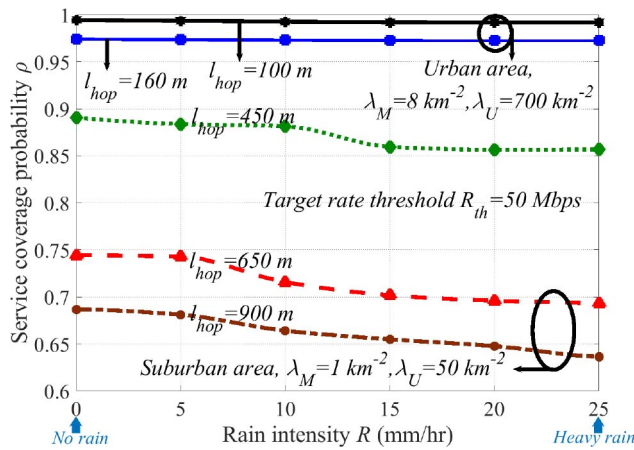 Service coverage probability ρ
1
0.95
0.9
0.85
0.8
0.75
0.7
0.65
0.6
l_hop=160 m
l_hop=100 m
Urban area,
λ_M=8 km^-2,λ_U=700 km^-2
l_hop=450 m
Target rate threshold R_th=50 Mbps
l_hop=650 m
l_hop=900 m
Suburban area, λ_M=1 km^-2,λ_U=50 km^-2
0 5 10 15 20 25
No rain
Rain intensity R (mm/hr)
Heavy rain